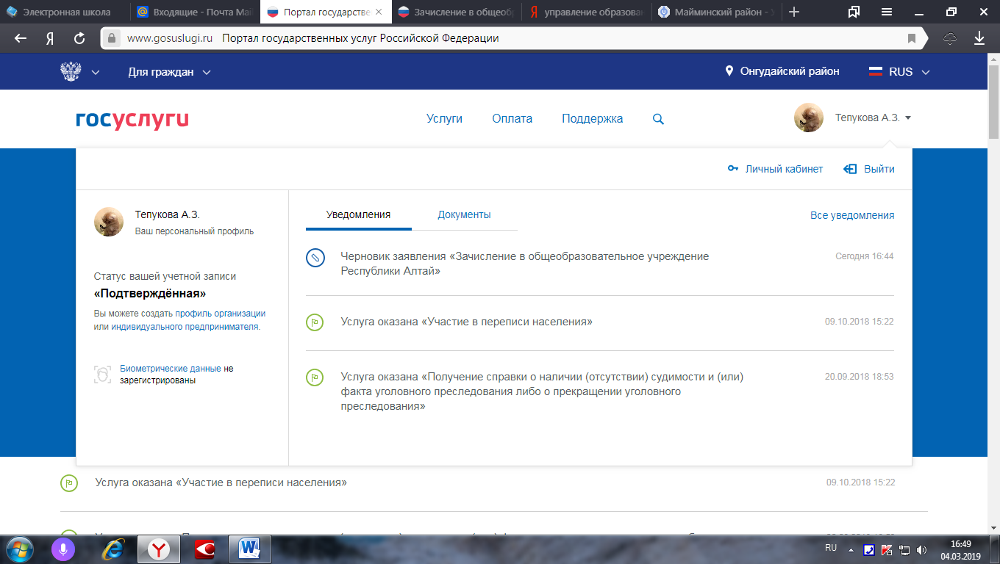 Электронная школа
Входящие - Почта Mai
Портал государстве
Зачисление в общеоб
управление образован
Майминский район - У
www.gosuslugi.ru Портал государственных услуг Российской Федерации
Для граждан
Онгудайский район
RUS
госуслуги
Услуги
Оплата
Поддержка
Тепукова А.З.
Личный кабинет
Выйти
Тепукова А.З.
Ваш персональный профиль
Статус вашей учетной записи
«Подтверждённая»
Вы можете создать профиль организации
или индивидуального предпринимателя.
Биометрические данные не
зарегистрированы
Уведомления
Документы
Все уведомления
Черновик заявления «Зачисление в общеобразовательное учреждение
Республики Алтай»
Сегодня 16:44
Услуга оказана «Участие в переписи населения»
09.10.2018 15:22
Услуга оказана «Получение справки о наличии (отсутствии) судимости и (или)
факта уголовного преследования либо о прекращении уголовного
преследования»
20.09.2018 18:53
Услуга оказана «Участие в переписи населения»
09.10.2018 15:22
RU
16:49
04.03.2019